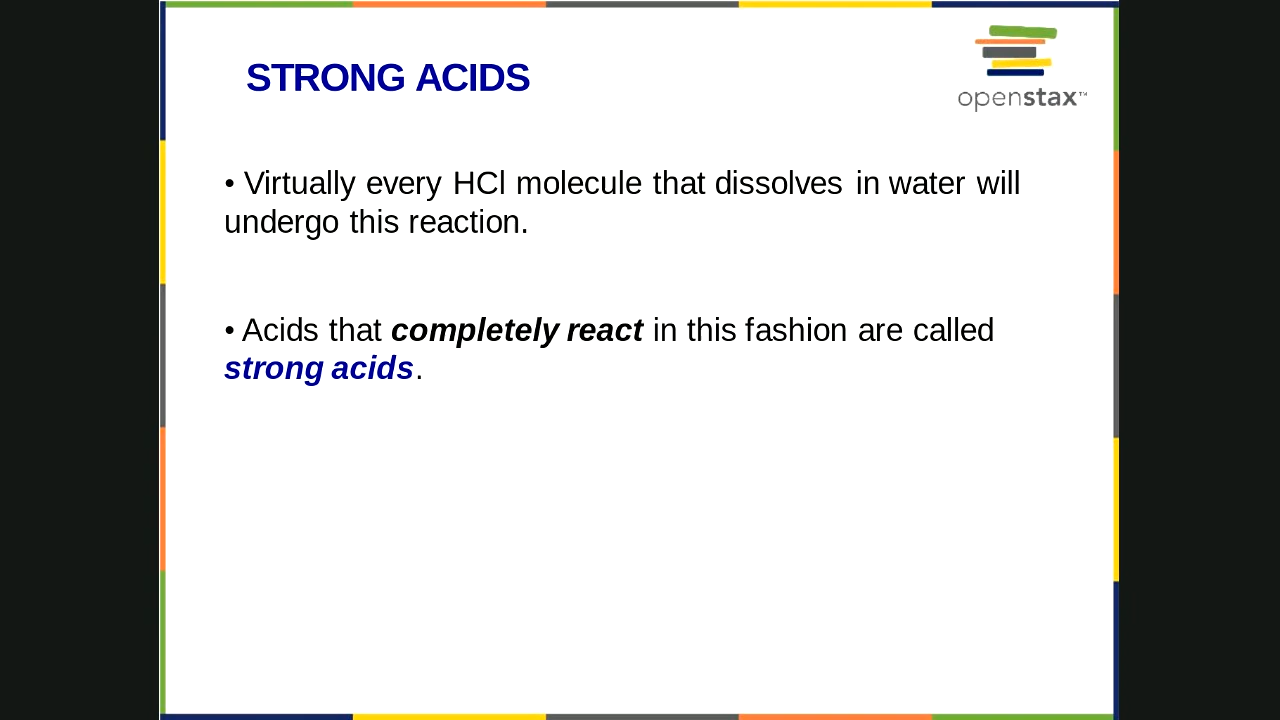 STRONG ACIDS
openstax™
• Virtually every HCl molecule that dissolves in water will
undergo this reaction.
• Acids that completely react in this fashion are called
strong acids.